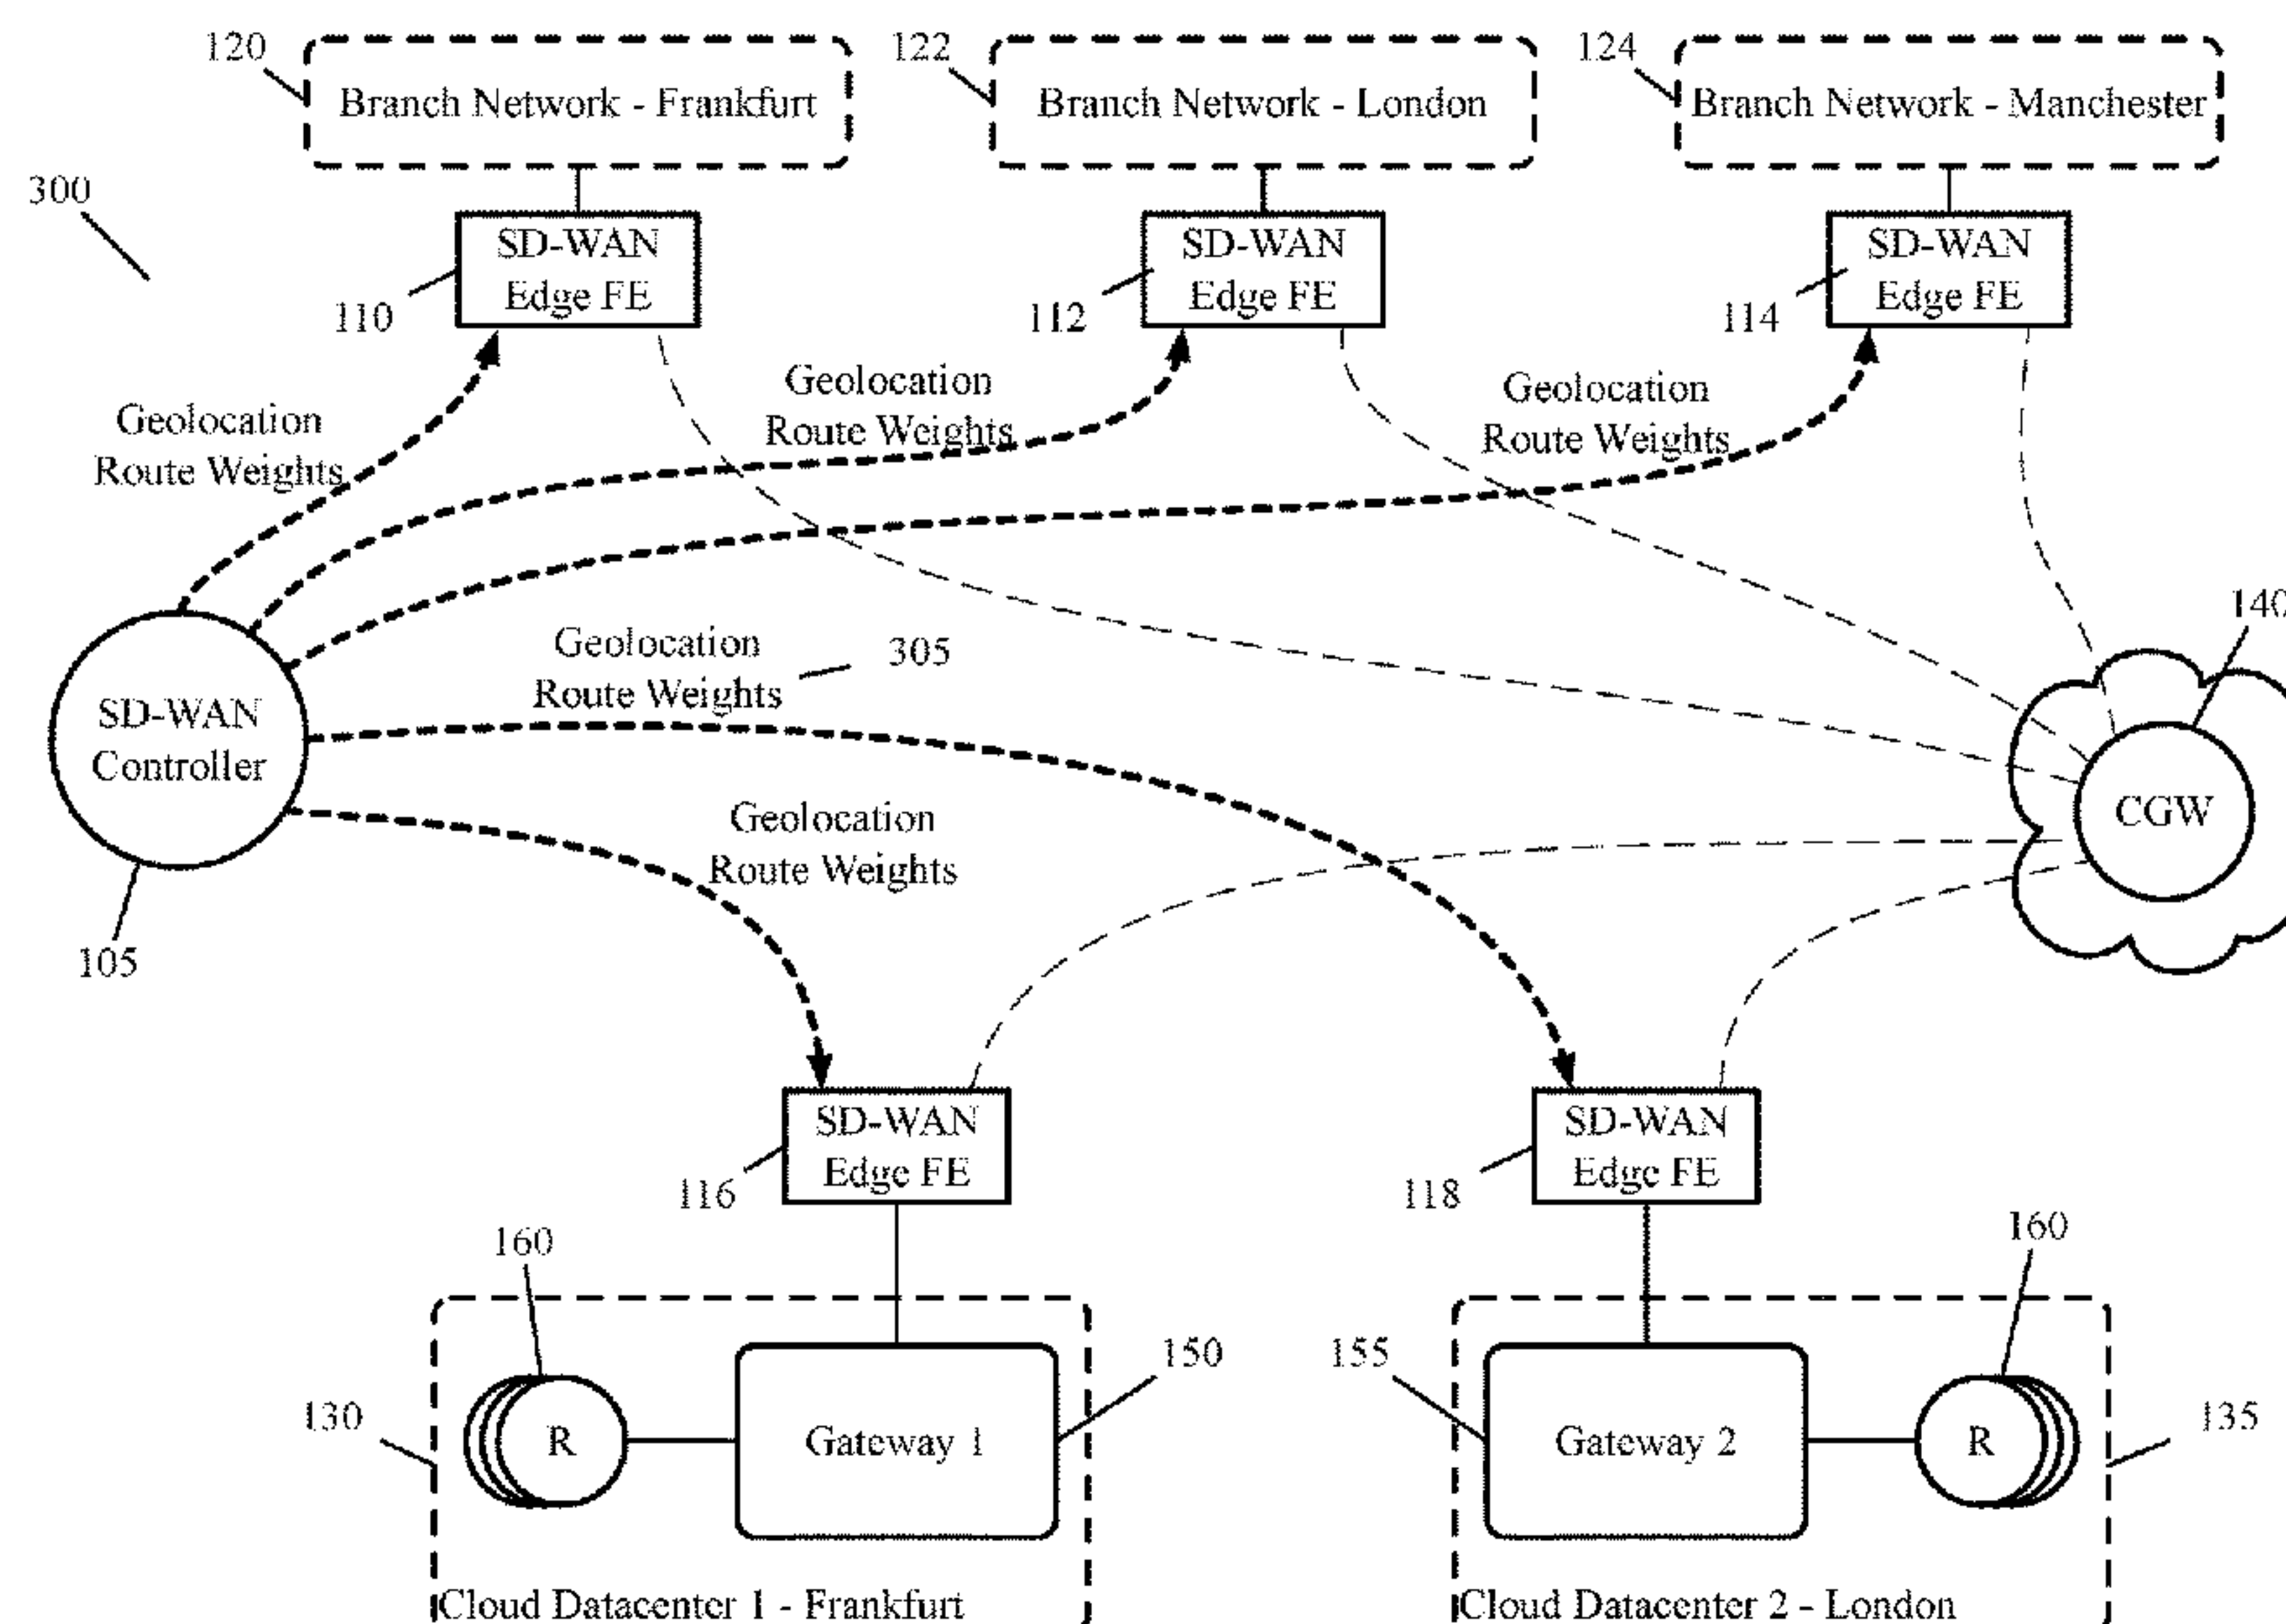 120
Branch Network - Frankfurt
122
Branch Network - London
124
Branch Network - Manchester
300
SD-WAN
Edge FE
110
SD-WAN
Edge FE
112
SD-WAN
Edge FE
114
Geolocation
Route Weights
Geolocation
Route Weights
Geolocation
Route Weights
Geolocation
Route Weights
305
140
SD-WAN
Controller
105
Geolocation
Route Weights
CGW
SD-WAN
Edge FE
116
SD-WAN
Edge FE
118
160
160
130
R
Gateway 1
150
155
Gateway 2
R
135
Cloud Datacenter 1 - Frankfurt
Cloud Datacenter 2 - London